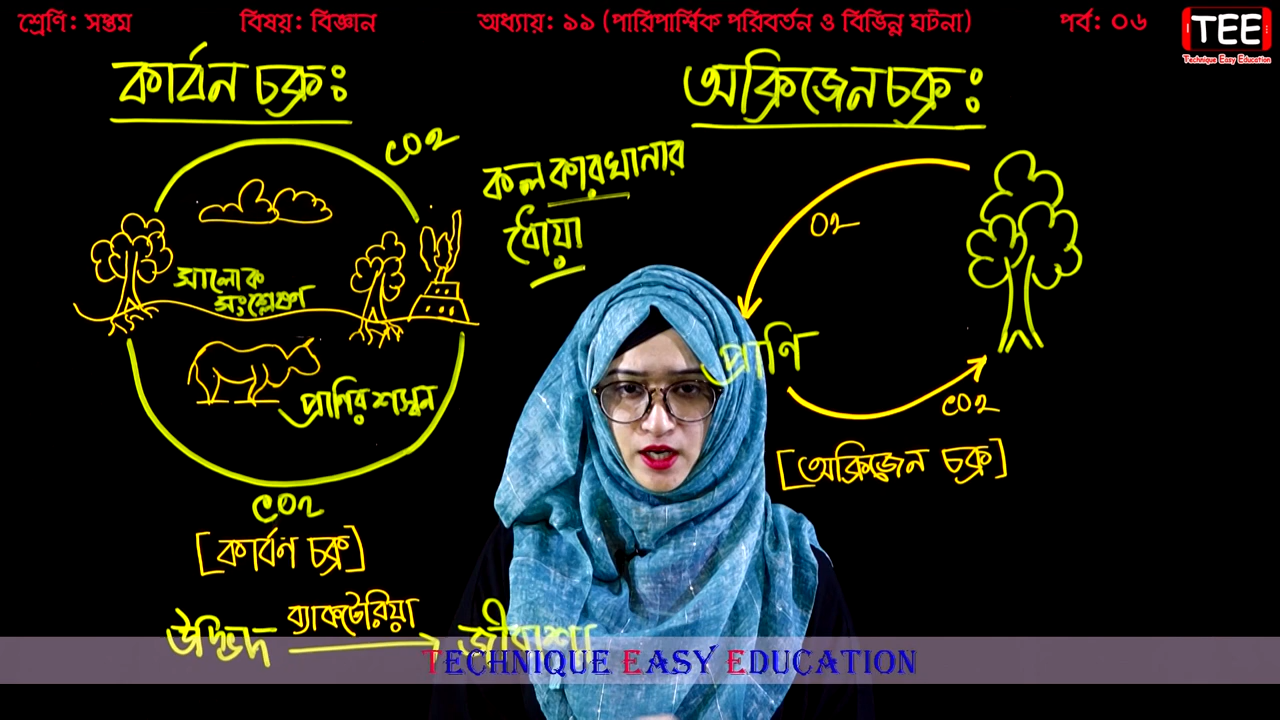 শ্রেণি: সপ্তম
বিষয়: বিজ্ঞান
অধ্যায়: ১১ (পারিপার্শ্বিক পরিবর্তন ও বিভিন্ন ঘটনা)
পর্ব: ০৬
TEE
Technique Easy Education
কার্বন চক্রঃ
অক্সিজেন চক্রঃ
CO2
কলকারখানার
ধোয়া
O2
সালোক
সংশ্লেষণ
প্রাণি
প্রাণির শ্বসন
CO2
[অক্সিজেন চক্র]
CO2
[কার্বন চক্র]
উদ্ভিদ ব্যাকটেরিয়া জীবাশ্ম
TECHNIQUE EASY EDUCATION